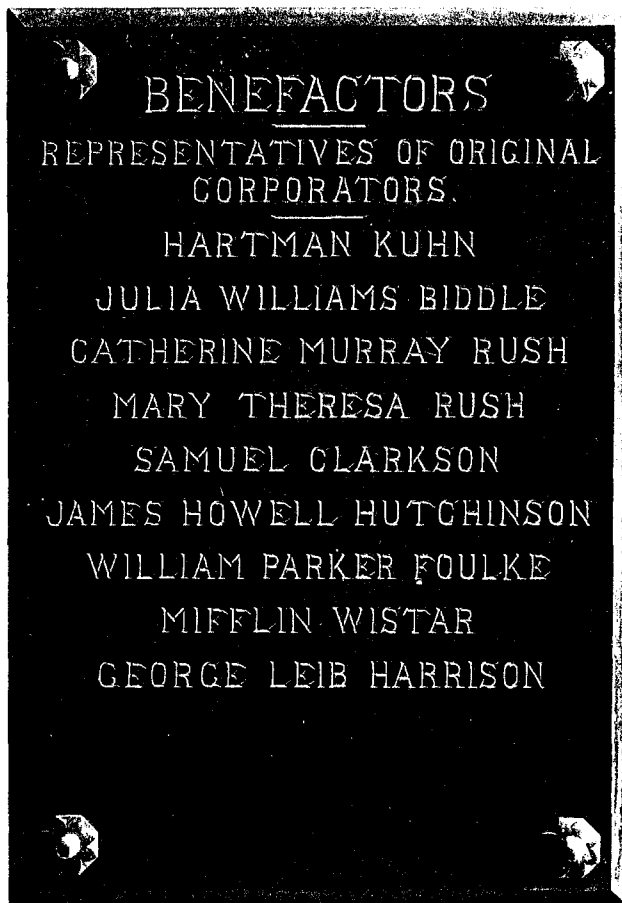 BENEFACTORS
REPRESENTATIVES OF ORIGINAL
CORPORATORS.
HARTMAN KUHN
JULIA WILLIAMS BIDDLE
CATHERINE MURRAY RUSH
MARY THERESA RUSH
SAMUEL CLARKSON
JAMES HOWELL HUTCHINSON
WILLIAM PARKER FOULKE
MIFFLIN WISTAR
GEORGE LEIB HARRISON